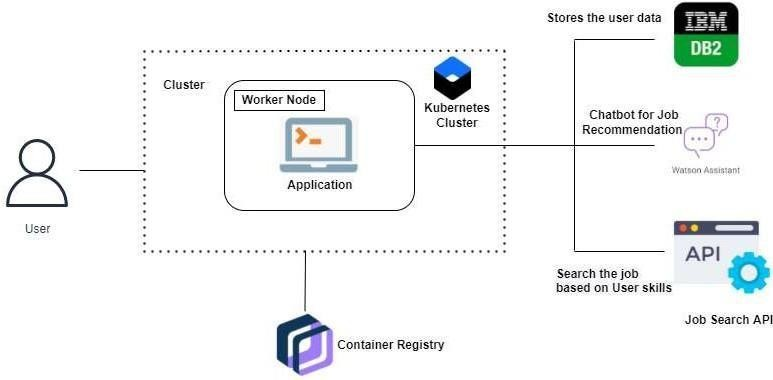 Stores the user data
IBM
DB2
Cluster
Worker Node
Kubernetes
Cluster
Application
Chatbot for Job
Recommendation
?
Watson Assistant
User
API
Search the job
based on User skills
Job Search API
Container Registry